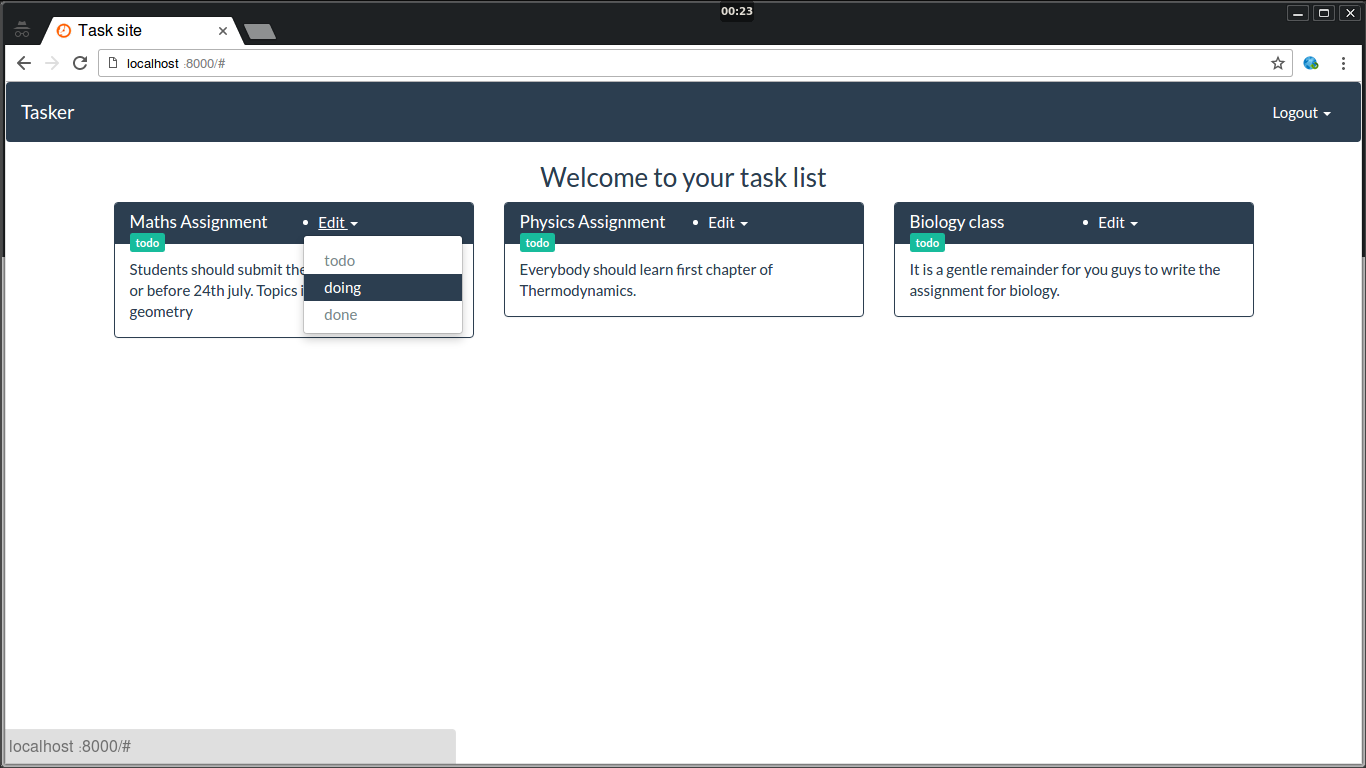 00:23
Task site
localhost :8000/#
Tasker
Logout
Welcome to your task list
Maths Assignment
• Edit
todo
Students should submit the
or before 24th july. Topics i
geometry
todo
doing
done
Physics Assignment
• Edit
todo
Everybody should learn first chapter of
Thermodynamics.
Biology class
• Edit
todo
It is a gentle remainder for you guys to write the
assignment for biology.
localhost :8000/#